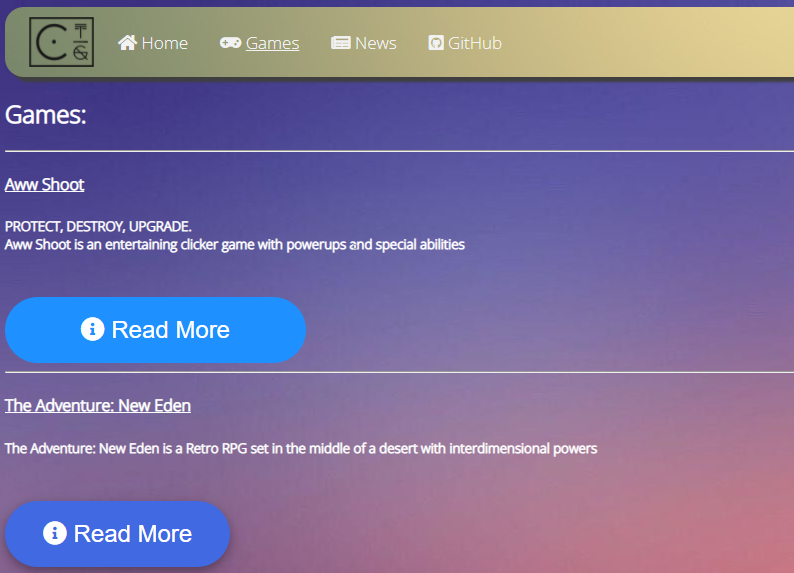 C T G
Home Games News GitHub
Games:
Aww Shoot
PROTECT, DESTROY, UPGRADE.
Aww Shoot is an entertaining clicker game with powerups and special abilities
Read More
The Adventure: New Eden
The Adventure: New Eden is a Retro RPG set in the middle of a desert with interdimensional powers
Read More